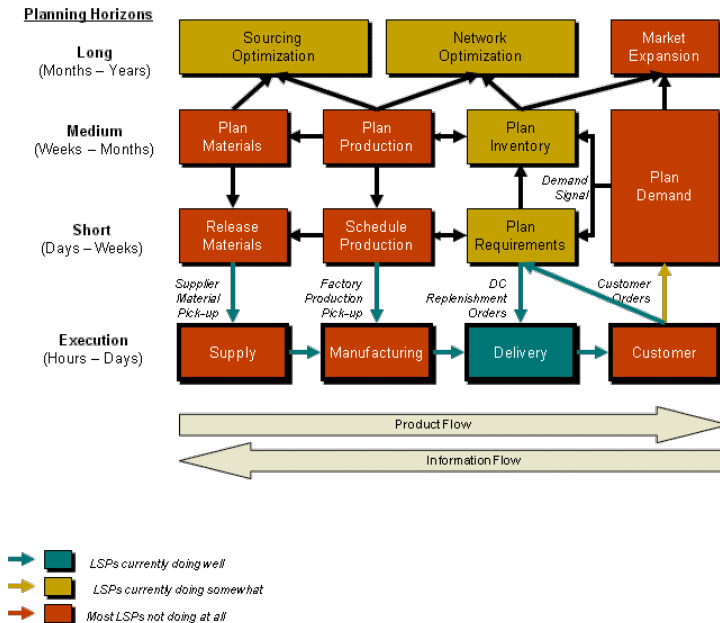 Planning Horizons
Long
(Months – Years)
Sourcing
Optimization
Network
Optimization
Market
Expansion
Medium
(Weeks – Months)
Plan
Materials
Plan
Production
Plan
Inventory
Plan
Demand
Demand
Signal
Short
(Days – Weeks)
Release
Materials
Schedule
Production
Plan
Requirements
Supplier
Material
Pick-up
Factory
Production
Pick-up
DC
Replenishment
Orders
Customer
Orders
Execution
(Hours – Days)
Supply
Manufacturing
Delivery
Customer
Product Flow
Information Flow
LSPs currently doing well
LSPs currently doing somewhat
Most LSPs not doing at all